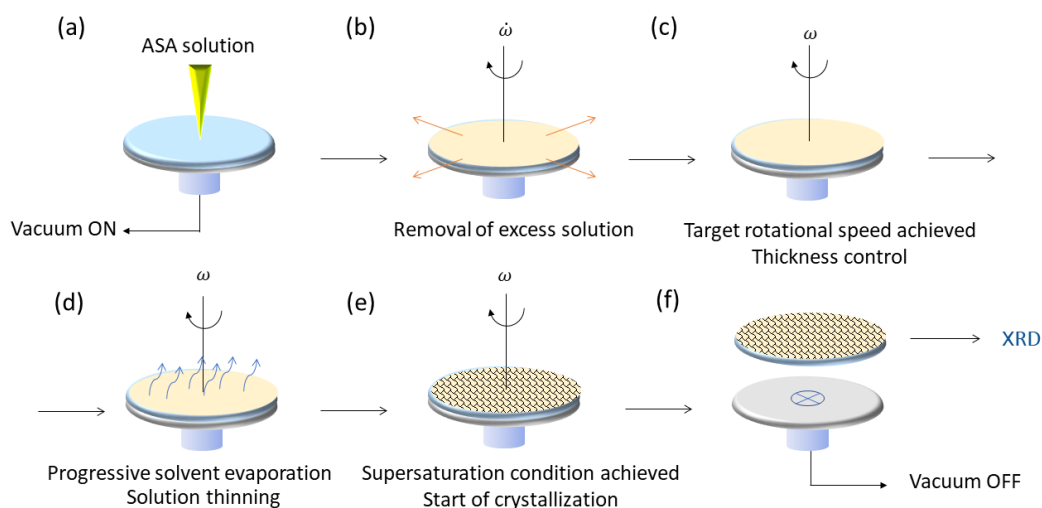 (a)
ASA solution
Vacuum ON
(b)
ω̇
Removal of excess solution
(c)
ω
Target rotational speed achieved
Thickness control
(d)
ω
Progressive solvent evaporation
Solution thinning
(e)
ω
Supersaturation condition achieved
Start of crystallization
(f)
XRD
Vacuum OFF